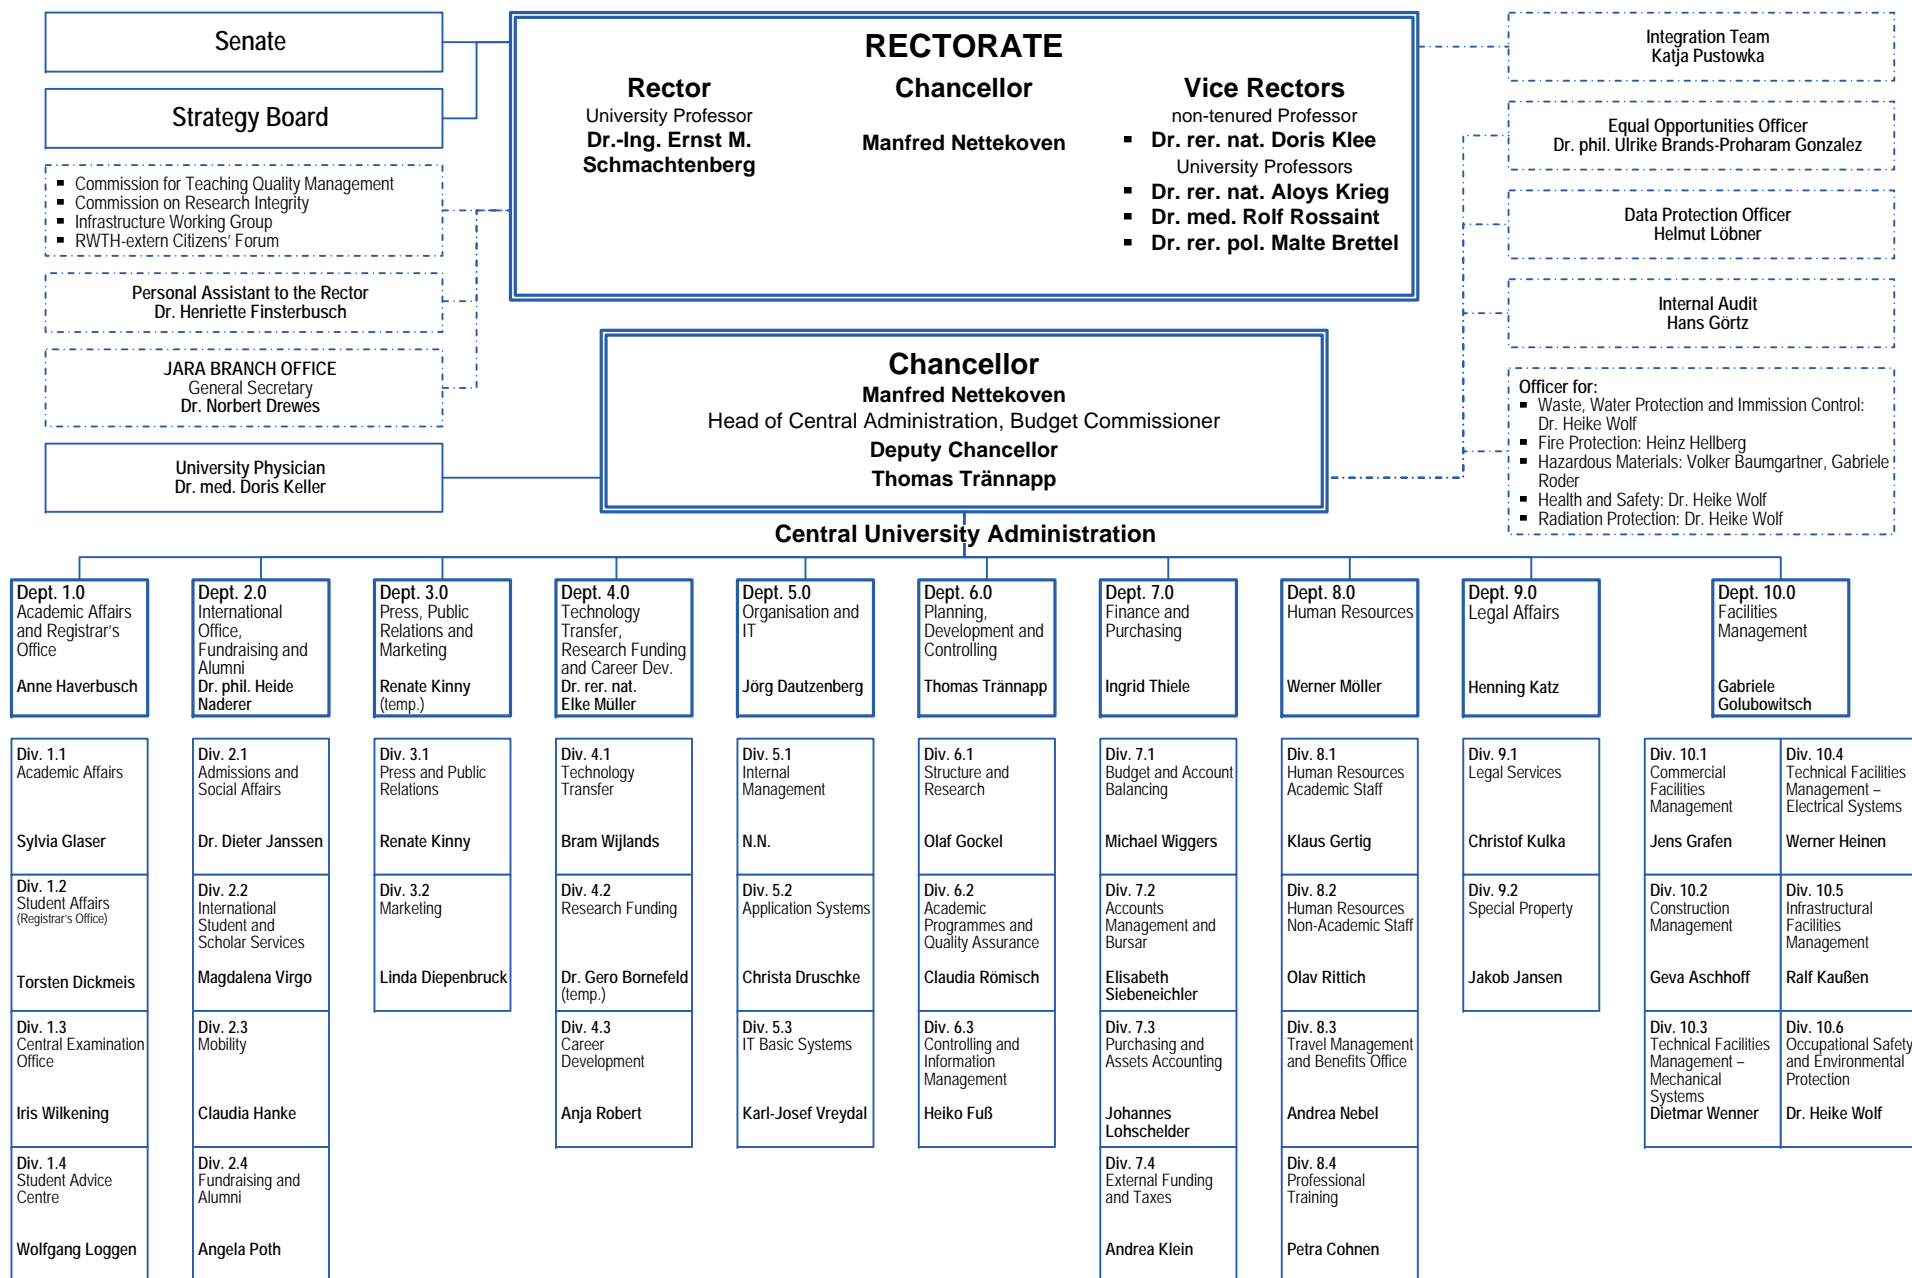 Senate
Strategy Board
▪ Commission for Teaching Quality Management
▪ Commission on Research Integrity
▪ Infrastructure Working Group
▪ RWTH-extern Citizens' Forum
Personal Assistant to the Rector
Dr. Henriette Finsterbusch
JARA BRANCH OFFICE
General Secretary
Dr. Norbert Drewes
University Physician
Dr. med. Doris Keller
RECTORATE
Rector
University Professor
Dr.-Ing. Ernst M.
Schmachtenberg
Chancellor
Manfred Nettekoven
Vice Rectors
non-tenured Professor
▪ Dr. rer. nat. Doris Klee
University Professors
▪ Dr. rer. nat. Aloys Krieg
▪ Dr. med. Rolf Rossaint
▪ Dr. rer. pol. Malte Brettel
Chancellor
Manfred Nettekoven
Head of Central Administration, Budget Commissioner
Deputy Chancellor
Thomas Trännapp
Integration Team
Katja Pustowka
Equal Opportunities Officer
Dr. phil. Ulrike Brands-Proharam Gonzalez
Data Protection Officer
Helmut Löbner
Internal Audit
Hans Görtz
Officer for:
▪ Waste, Water Protection and Immission Control:
Dr. Heike Wolf
▪ Fire Protection: Heinz Hellberg
▪ Hazardous Materials: Volker Baumgartner, Gabriele
Roder
▪ Health and Safety: Dr. Heike Wolf
▪ Radiation Protection: Dr. Heike Wolf
Central University Administration
Dept. 1.0
Academic Affairs
and Registrar's
Office
Anne Haverbusch
Dept. 2.0
International
Office,
Fundraising and
Alumni
Dr. phil. Heide
Naderer
Dept. 3.0
Press, Public
Relations and
Marketing
Renate Kinny
(temp.)
Dept. 4.0
Technology
Transfer,
Research Funding
and Career Dev.
Dr. rer. nat.
Elke Müller
Dept. 5.0
Organisation and
IT
Jörg Dautzenberg
Dept. 6.0
Planning,
Development and
Controlling
Thomas Trännapp
Dept. 7.0
Finance and
Purchasing
Ingrid Thiele
Dept. 8.0
Human Resources
Werner Möller
Dept. 9.0
Legal Affairs
Henning Katz
Dept. 10.0
Facilities
Management
Gabriele
Golubowitsch
Div. 1.1
Academic Affairs
Sylvia Glaser
Div. 1.2
Student Affairs
(Registrar's Office)
Torsten Dickmeis
Div. 1.3
Central Examination
Office
Iris Wilkening
Div. 1.4
Student Advice
Centre
Wolfgang Loggen
Div. 2.1
Admissions and
Social Affairs
Dr. Dieter Janssen
Div. 2.2
International
Student and
Scholar Services
Magdalena Virgo
Div. 2.3
Mobility
Claudia Hanke
Div. 2.4
Fundraising and
Alumni
Angela Poth
Div. 3.1
Press and Public
Relations
Renate Kinny
Div. 3.2
Marketing
Linda Diepenbruck
Div. 4.1
Technology
Transfer
Bram Wijlands
Div. 4.2
Research Funding
Dr. Gero Bornefeld
(temp.)
Div. 4.3
Career
Development
Anja Robert
Div. 5.1
Internal
Management
N.N.
Div. 5.2
Application Systems
Christa Druschke
Div. 5.3
IT Basic Systems
Karl-Josef Vreydal
Div. 6.1
Structure and
Research
Olaf Gockel
Div. 6.2
Academic
Programmes and
Quality Assurance
Claudia Römisch
Div. 6.3
Controlling and
Information
Management
Heiko Fuß
Div. 7.1
Budget and Account
Balancing
Michael Wiggers
Div. 7.2
Accounts
Management and
Bursar
Elisabeth
Siebeneichler
Div. 7.3
Purchasing and
Assets Accounting
Johannes
Lohschelder
Div. 7.4
External Funding
and Taxes
Andrea Klein
Div. 8.1
Human Resources
Academic Staff
Klaus Gertig
Div. 8.2
Human Resources
Non-Academic Staff
Olav Rittich
Div. 8.3
Travel Management
and Benefits Office
Andrea Nebel
Div. 8.4
Professional
Training
Petra Cohnen
Div. 9.1
Legal Services
Christof Kulka
Div. 9.2
Special Property
Jakob Jansen
Div. 10.1
Commercial
Facilities
Management
Jens Grafen
Div. 10.2
Construction
Management
Geva Aschhoff
Div. 10.3
Technical Facilities
Management –
Mechanical
Systems
Dietmar Wenner
Div. 10.4
Technical Facilities
Management –
Electrical Systems
Werner Heinen
Div. 10.5
Infrastructural
Facilities
Management
Ralf Kaußen
Div. 10.6
Occupational Safety
and Environmental
Protection
Dr. Heike Wolf